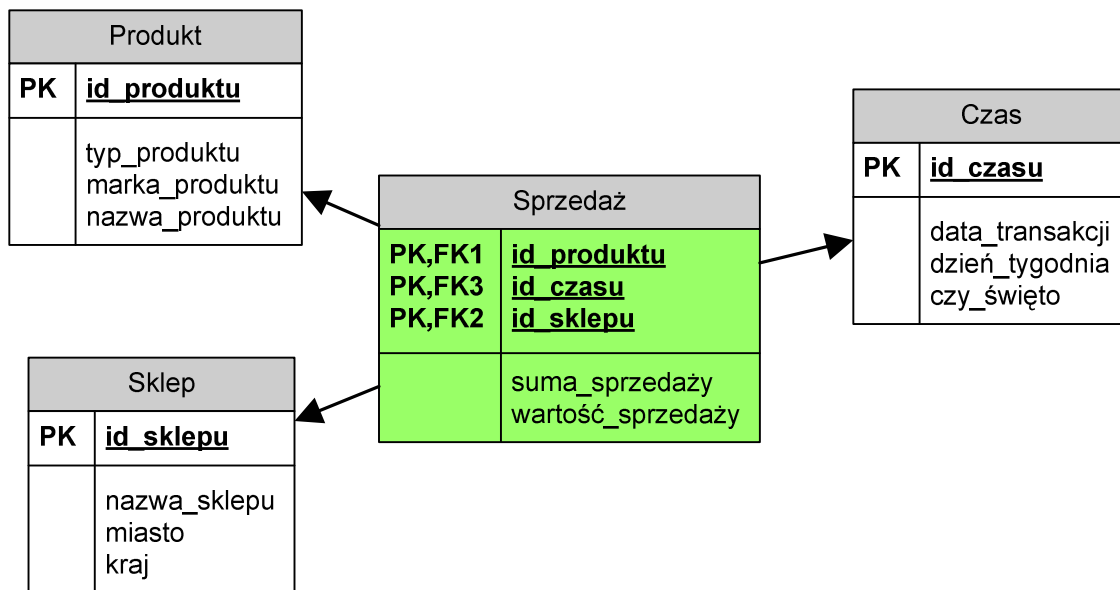 Produkt
PK id_produktu
typ_produktu
marka_produktu
nazwa_produktu
Czas
PK id_czasu
data_transakcji
dzień_tygodnia
czy_święto
Sprzedaż
PK,FK1 id_produktu
PK,FK3 id_czasu
PK,FK2 id_sklepu
suma_sprzedaży
wartość_sprzedaży
Sklep
PK id_sklepu
nazwa_sklepu
miasto
kraj